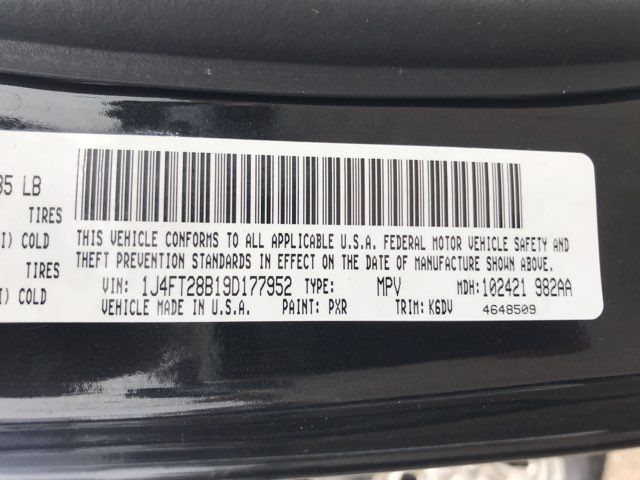 85 LB
TIRES
I) COLD
TIRES
I) COLD
THIS VEHICLE CONFORMS TO ALL APPLICABLE U.S.A. FEDERAL MOTOR VEHICLE SAFETY AND
THEFT PREVENTION STANDARDS IN EFFECT ON THE DATE OF MANUFACTURE SHOWN ABOVE.
VIN: 1J4FT28B19D177952 TYPE: MPV MDH: 102421 982AA
VEHICLE MADE IN U.S.A. PAINT: PXR TRIM: K6DV 4648509